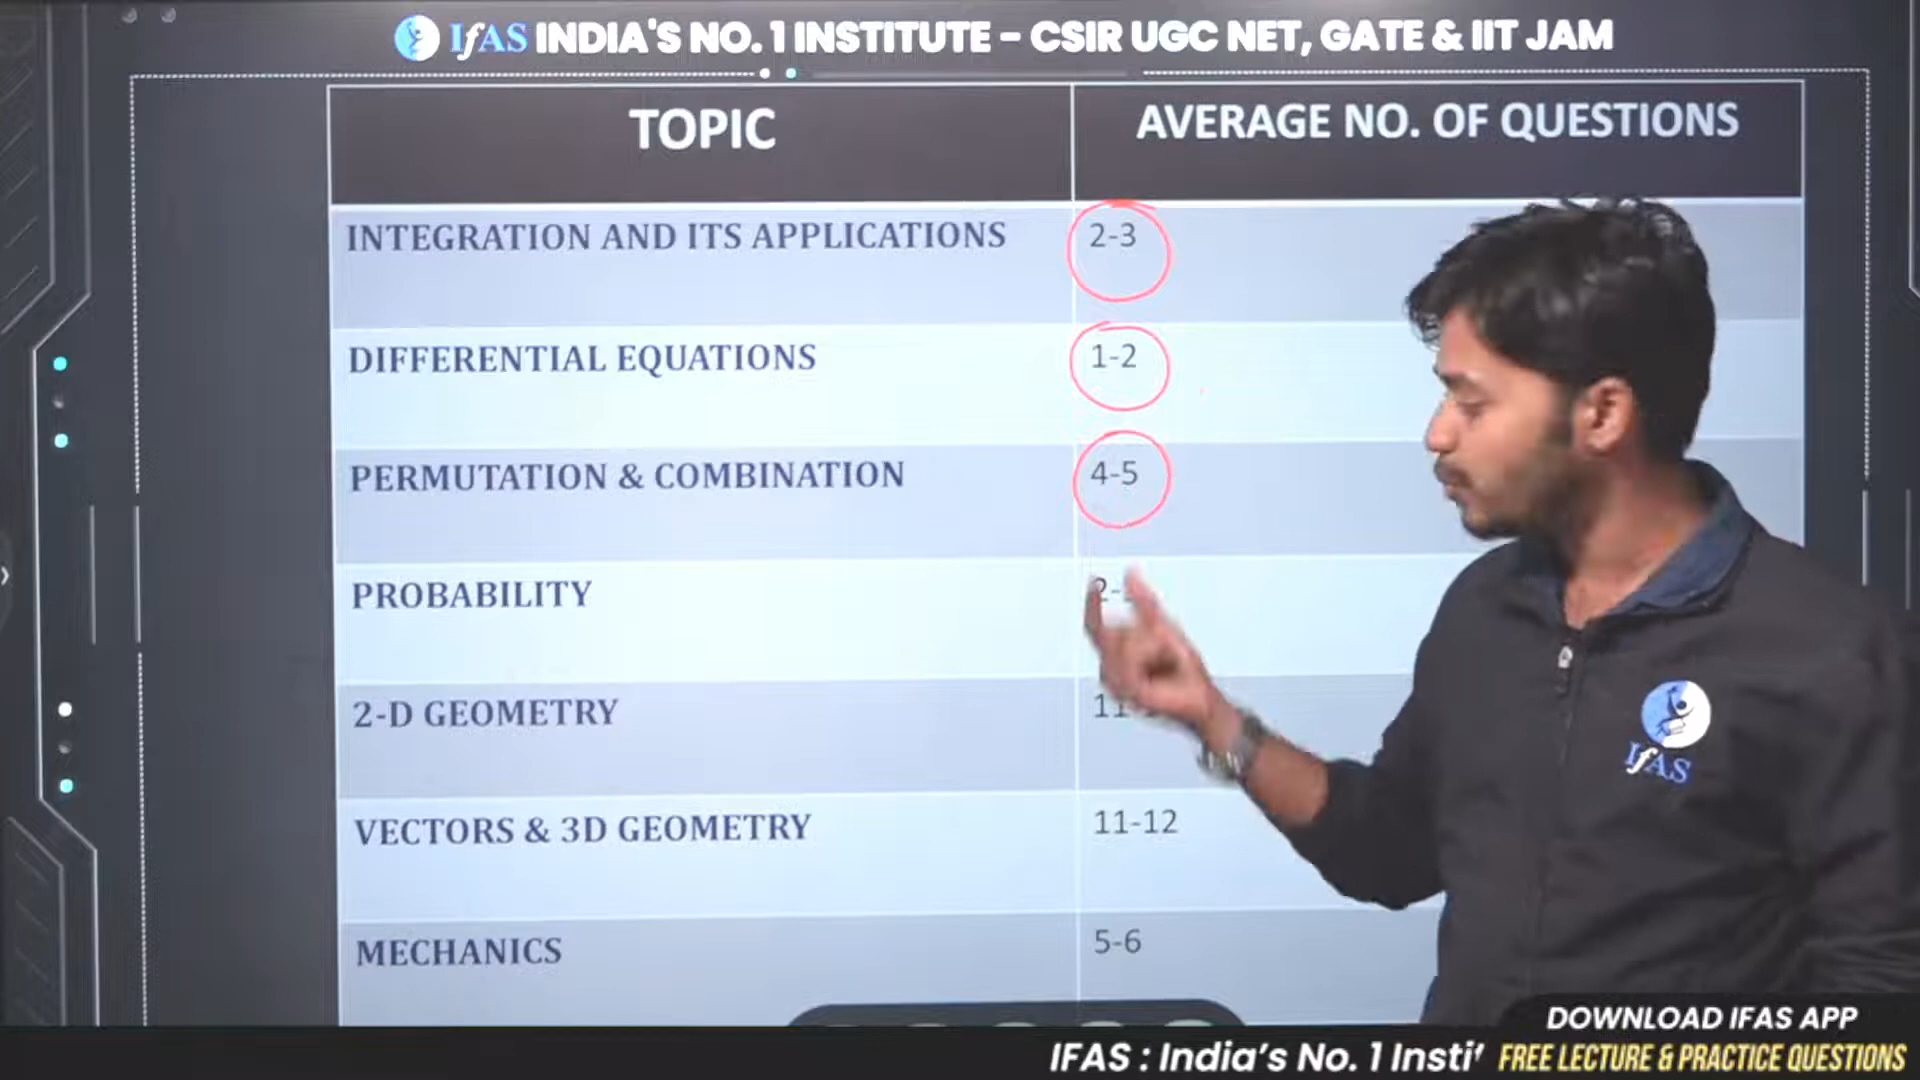 IfAS INDIA'S NO. 1 INSTITUTE - CSIR UGC NET, GATE & IIT JAM
TOPIC AVERAGE NO. OF QUESTIONS
INTEGRATION AND ITS APPLICATIONS 2-3
DIFFERENTIAL EQUATIONS 1-2
PERMUTATION & COMBINATION 4-5
PROBABILITY
2-D GEOMETRY
VECTORS & 3D GEOMETRY 11-12
MECHANICS 5-6
IfAS
DOWNLOAD IFAS APP
IFAS : India's No. 1 FREE LECTURE & PRACTICE QUESTIONS